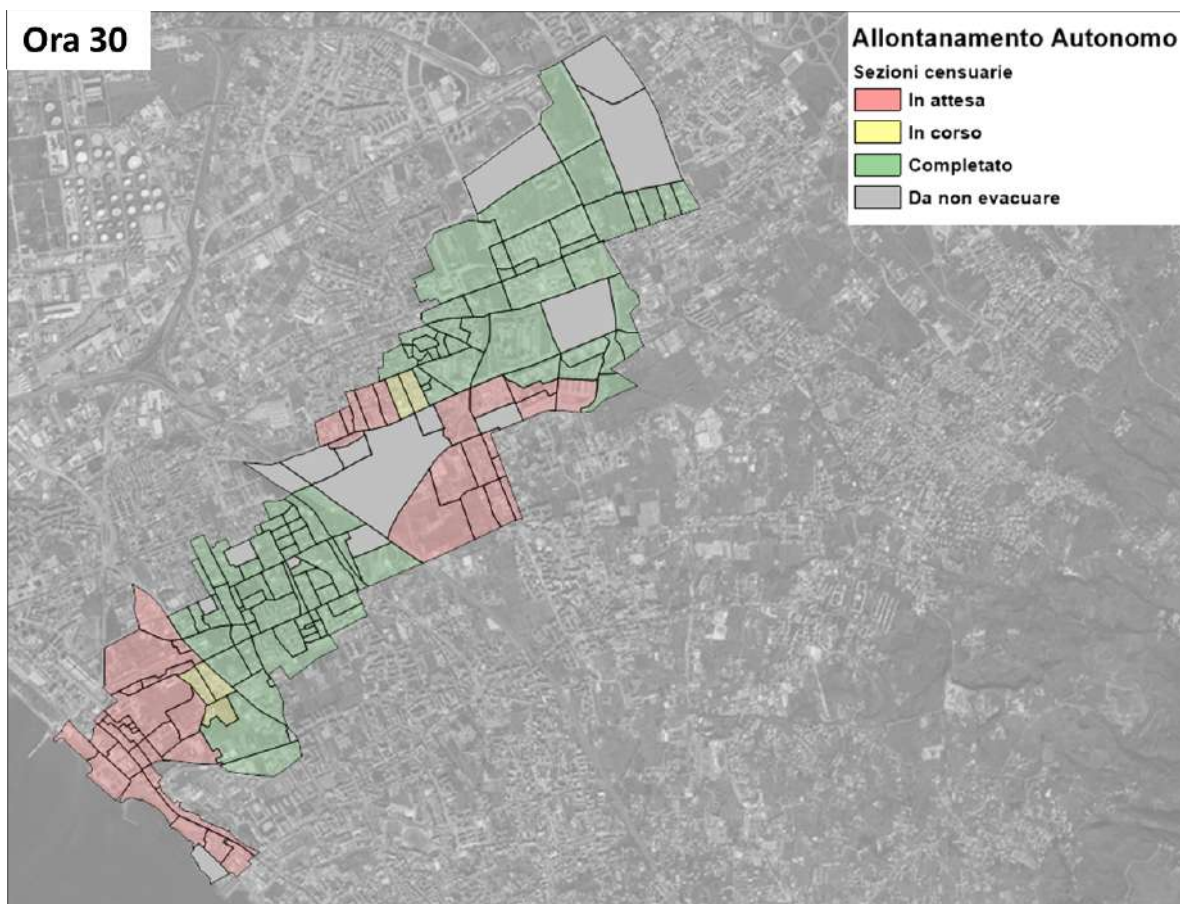 Ora 30
Allontanamento Autonomo
Sezioni censuarie
In attesa
In corso
Completato
Da non evacuare